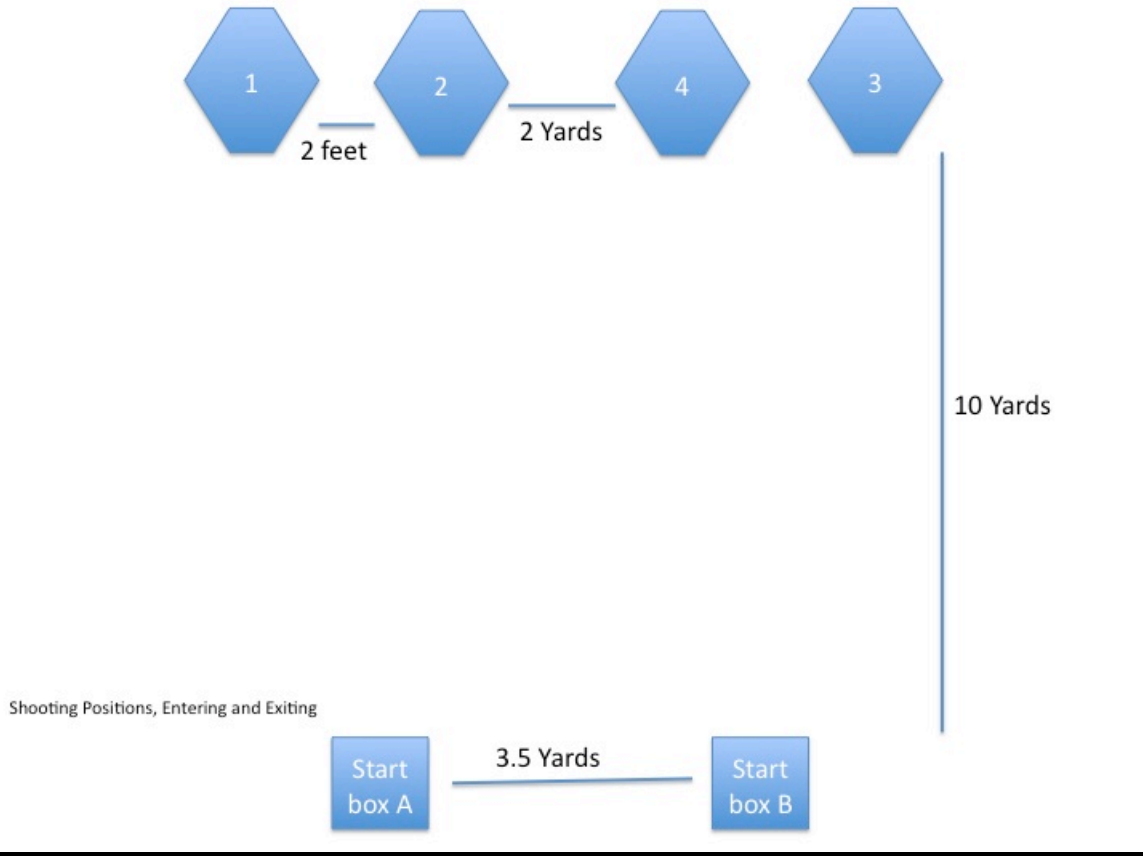 1
2
4
3
2 feet
2 Yards
10 Yards
Shooting Positions, Entering and Exiting
Start
box A
3.5 Yards
Start
box B